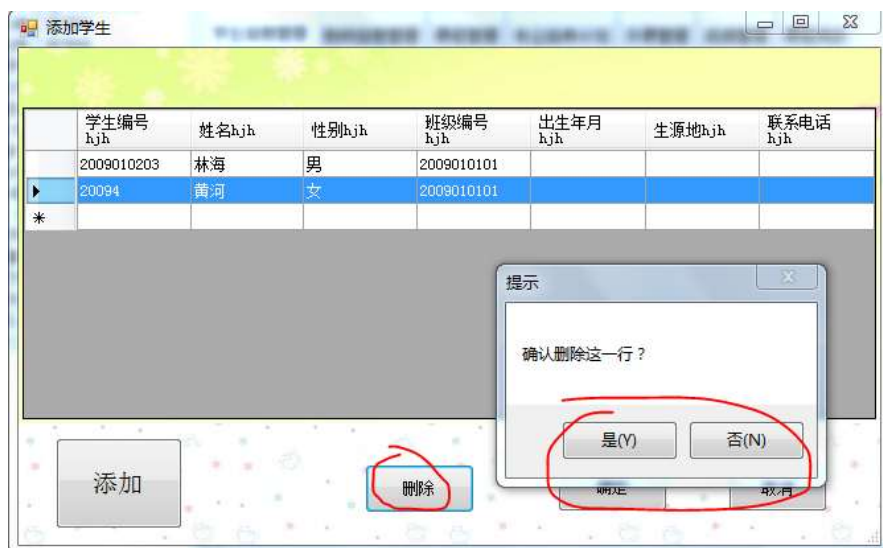 添加学生
学生编号
hjh
姓名hjh
性别hjh
班级编号
hjh
出生年月
hjh
生源地hjh
联系电话
hjh
2009010203 林海 男 2009010101
20094 黄河 女 2009010101
提示
确认删除这一行？
是(Y) 否(N)
添加 删除 确定 取消